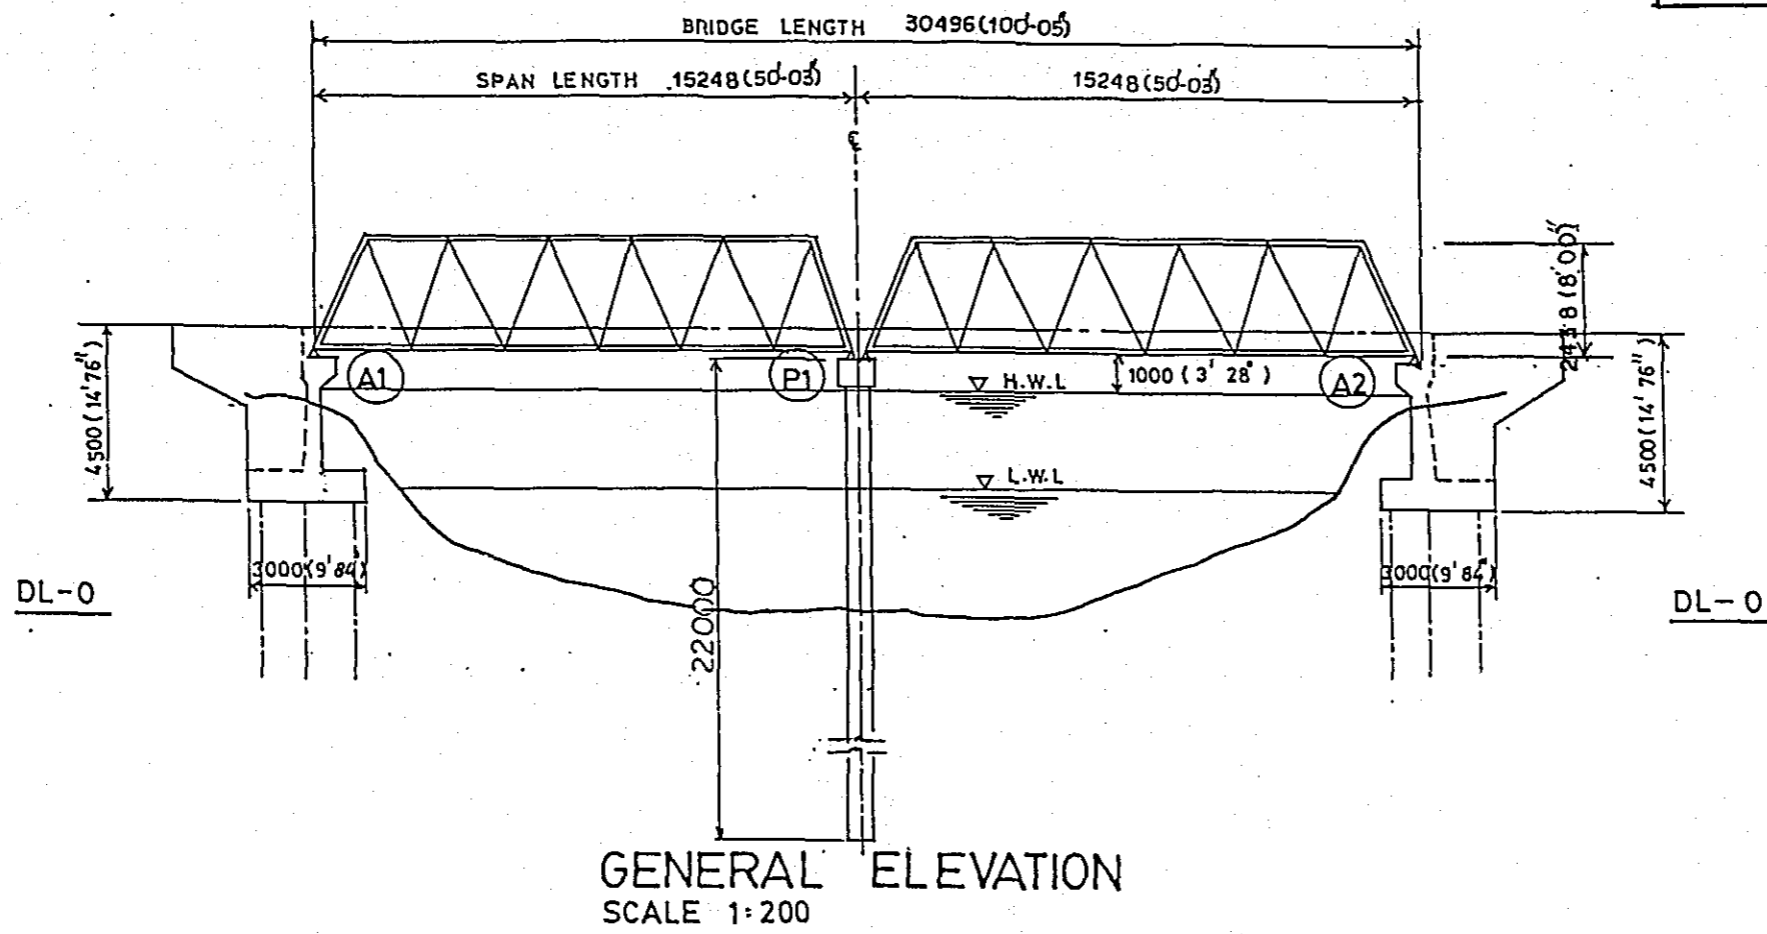 BRIDGE LENGTH 30496(100'-05")
SPAN LENGTH 15248(50'-03")
15248(50'-03")
℄
2438(8'00")
4500(14'76")
A1
P1
H.W.L
1000(3'28")
A2
4500(14'76")
L.W.L
3000(9'84")
3000(9'84")
DL-0
DL-0
22000
GENERAL ELEVATION
SCALE 1:200